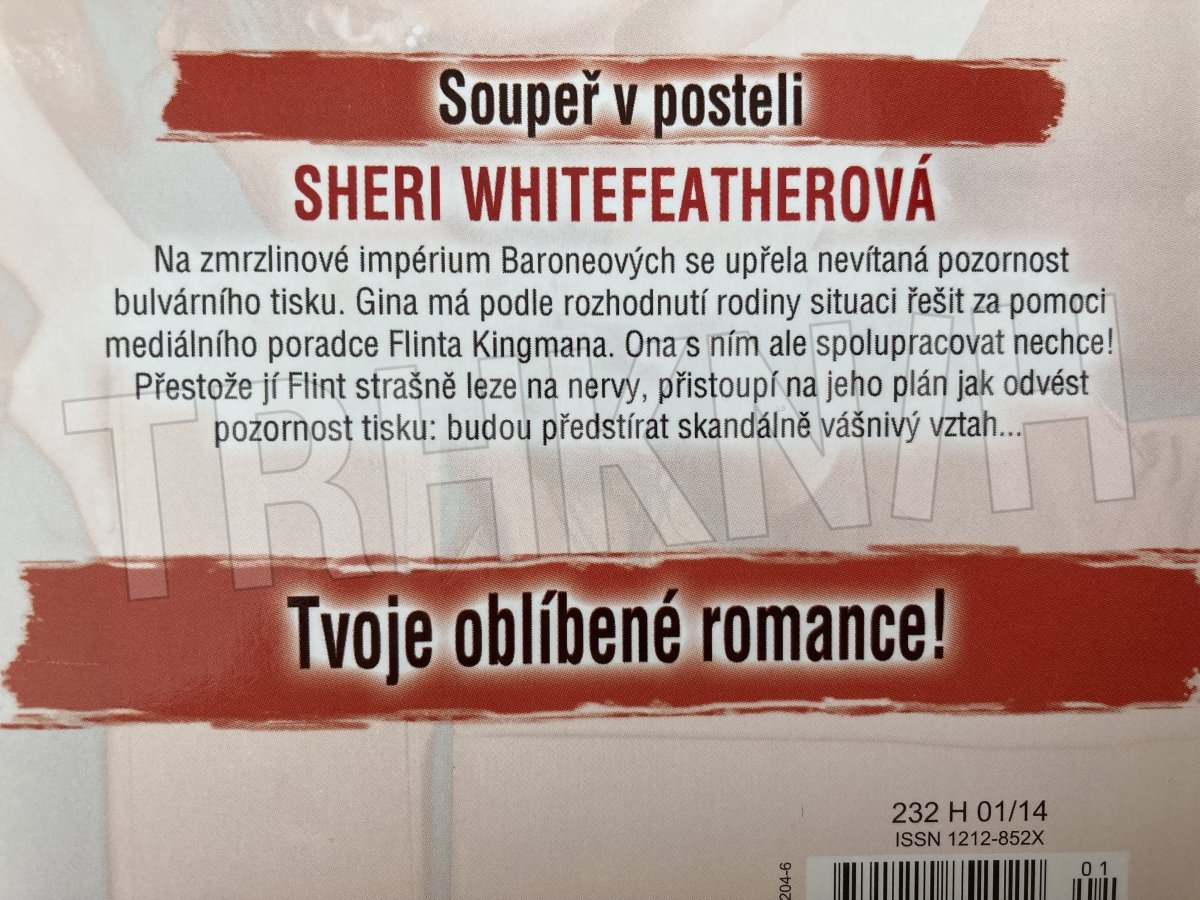 Soupeř v posteli
SHERI WHITEFEATHEROVÁ
Na zmrzlinové impérium Baroneových se upřela nevítaná pozornost
bulvárního tisku. Gina má podle rozhodnutí rodiny situaci řešit za pomoci
mediálního poradce Flinta Kingmana. Ona s ním ale spolupracovat nechce!
Přestože jí Flint strašně leze na nervy, přistoupí na jeho plán jak odvést
pozornost tisku: budou předstírat skandálně vášnivý vztah...
TRHKNIH
Tvoje oblíbené romance!
232 H 01/14
ISSN 1212-852X
01
204-6